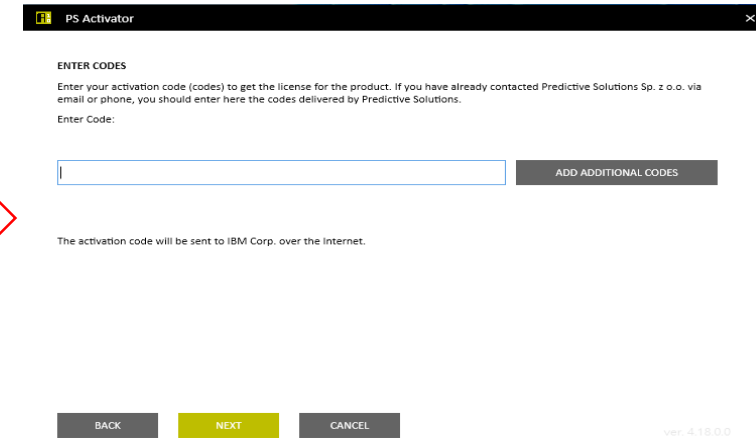 PS Activator
ENTER CODES
Enter your activation code (codes) to get the license for the product. If you have already contacted Predictive Solutions Sp. z o.o. via
email or phone, you should enter here the codes delivered by Predictive Solutions.
Enter Code:
ADD ADDITIONAL CODES
The activation code will be sent to IBM Corp. over the Internet.
BACK NEXT CANCEL
ver. 4.18.0.0